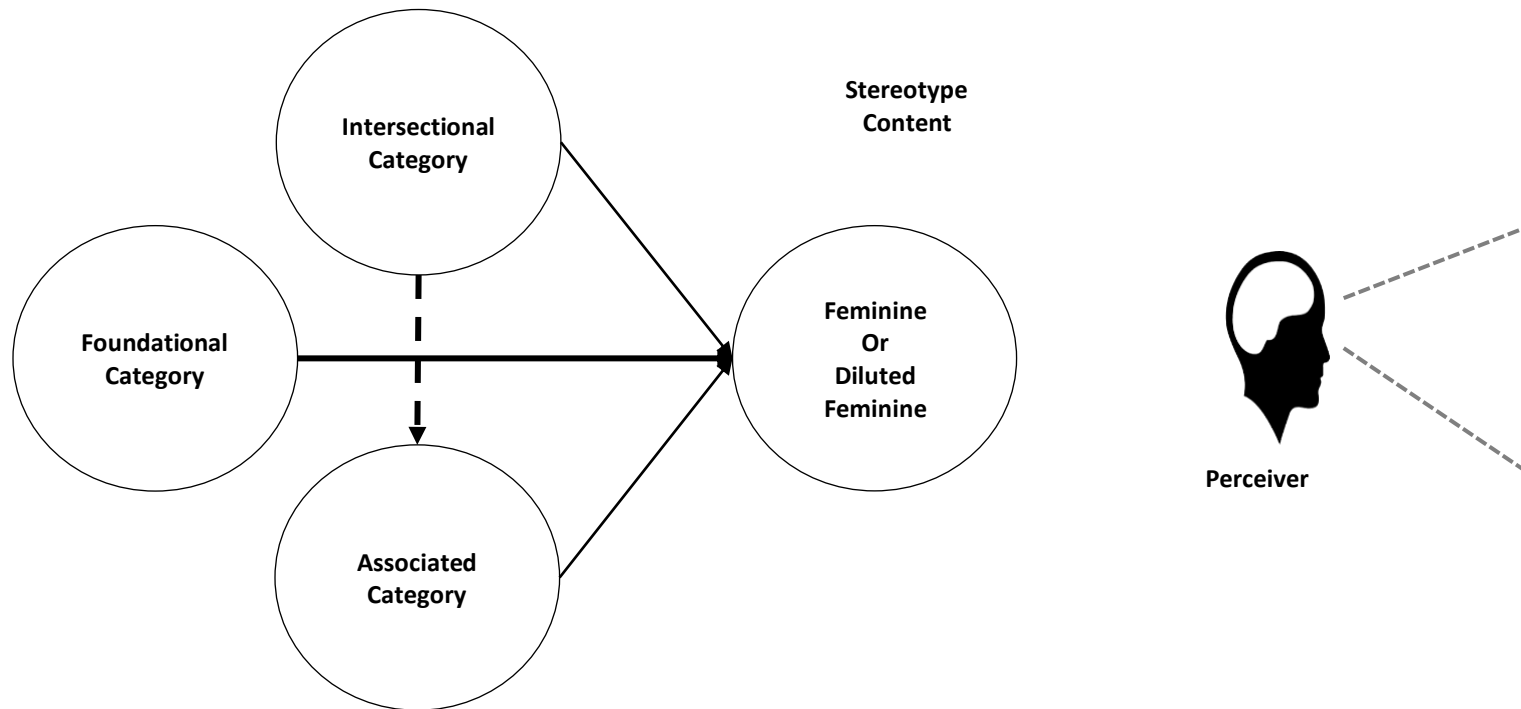 Intersectional
Category
Stereotype
Content
Foundational
Category
Feminine
Or
Diluted
Feminine
Perceiver
Associated
Category